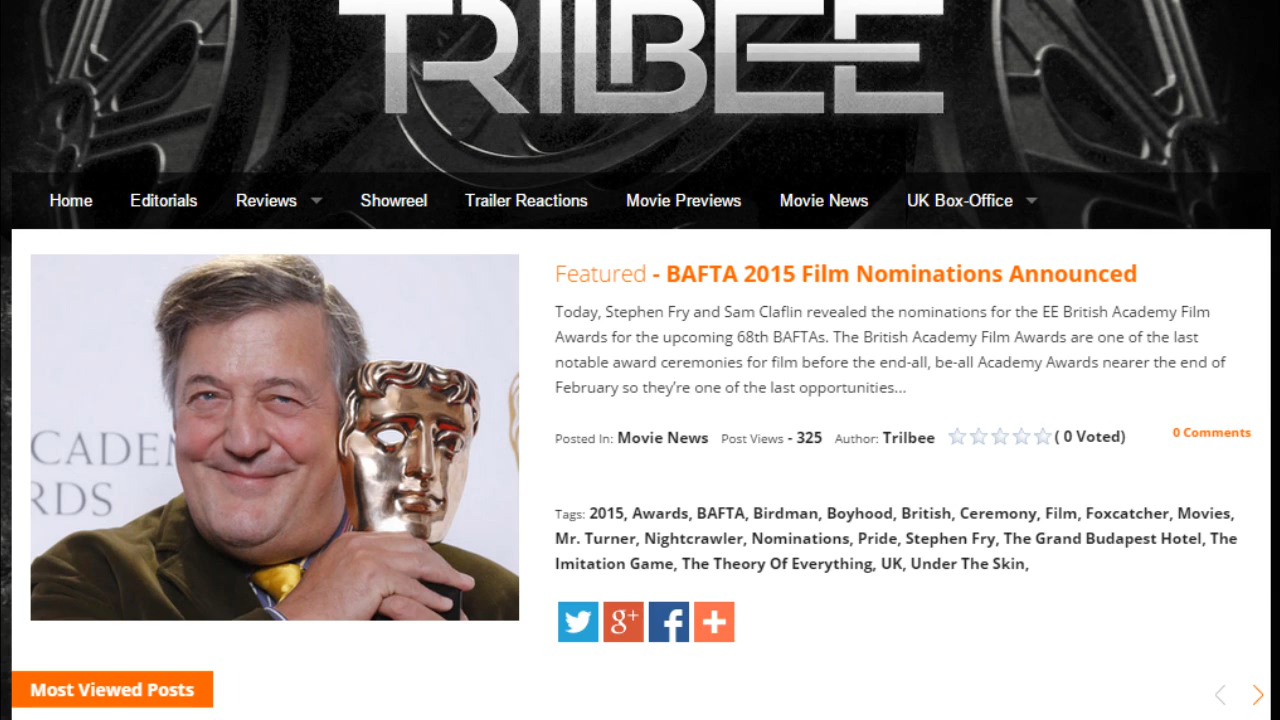 TRILBEE
Home Editorials Reviews Showreel Trailer Reactions Movie Previews Movie News UK Box-Office
CADEM
RDS
Featured - BAFTA 2015 Film Nominations Announced
Today, Stephen Fry and Sam Claflin revealed the nominations for the EE British Academy Film
Awards for the upcoming 68th BAFTAs. The British Academy Film Awards are one of the last
notable award ceremonies for film before the end-all, be-all Academy Awards nearer the end of
February so they're one of the last opportunities...
Posted In: Movie News Post Views - 325 Author: Trilbee ( 0 Voted) 0 Comments
Tags: 2015, Awards, BAFTA, Birdman, Boyhood, British, Ceremony, Film, Foxcatcher, Movies,
Mr. Turner, Nightcrawler, Nominations, Pride, Stephen Fry, The Grand Budapest Hotel, The
Imitation Game, The Theory Of Everything, UK, Under The Skin,
g+ f
Most Viewed Posts